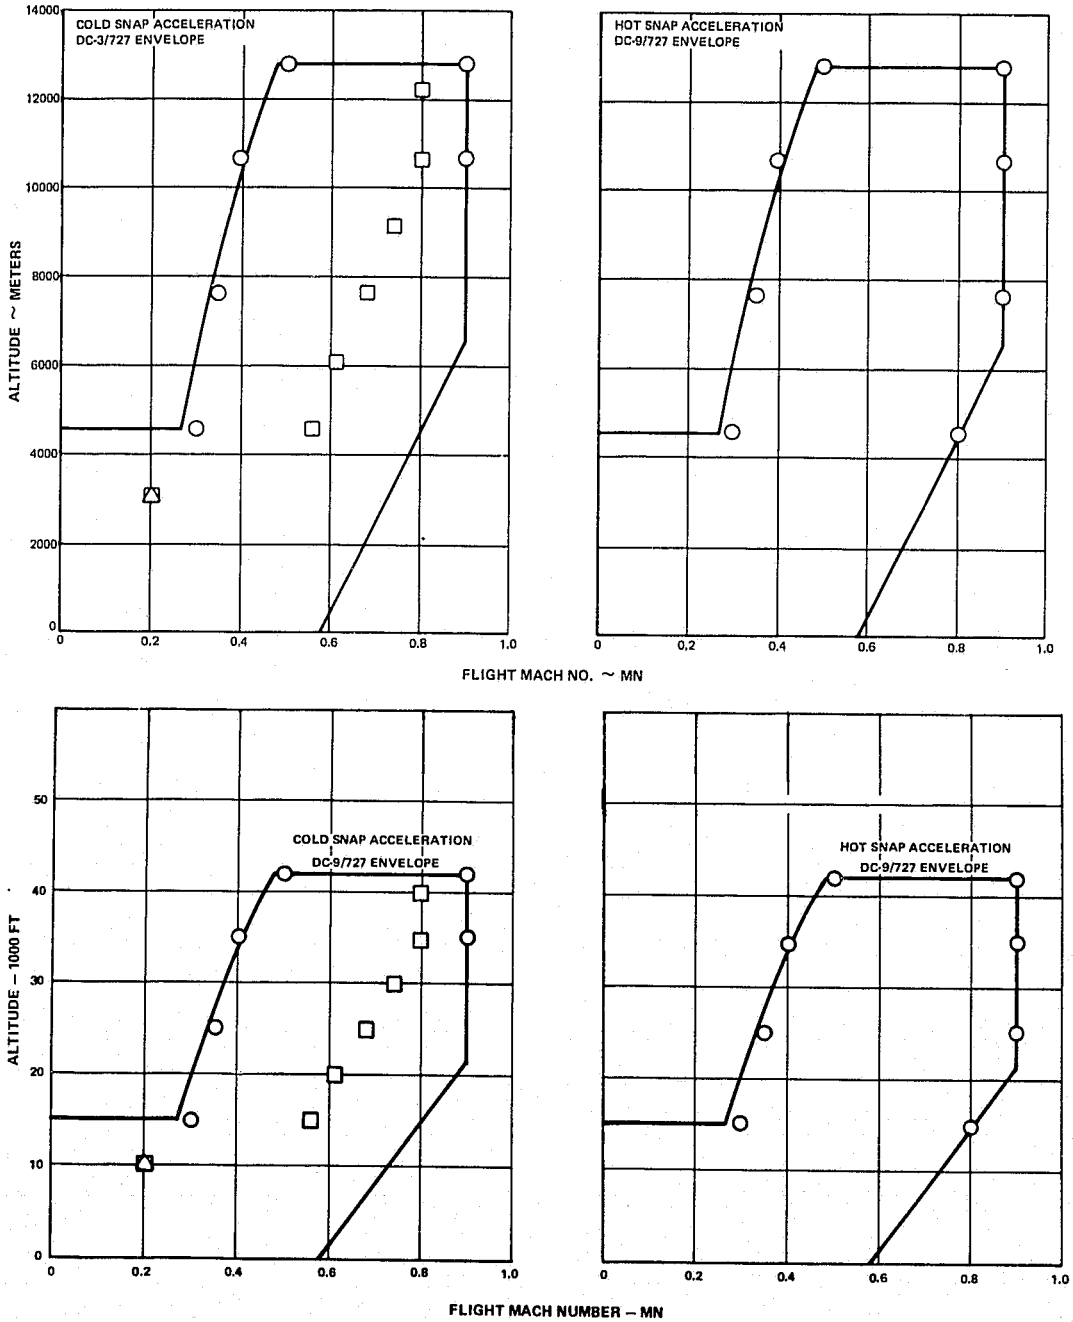 14000
COLD SNAP ACCELERATION
DC-3/727 ENVELOPE
HOT SNAP ACCELERATION
DC-9/727 ENVELOPE
12000
10000
8000
6000
4000
2000
0
ALTITUDE ~ METERS
0 0.2 0.4 0.6 0.8 1.0
0 0,2 0.4 0.6 0.8 1.0
FLIGHT MACH NO. ~ MN
50
40
30
20
10
0
ALTITUDE – 1000 FT
COLD SNAP ACCELERATION
DC-9/727 ENVELOPE
HOT SNAP ACCELERATION
DC-9/727 ENVELOPE
0 0.2 0.4 0.6 0.8 1.0
0 0.2 0.4 0.6 0.8 1.0
FLIGHT MACH NUMBER – MN